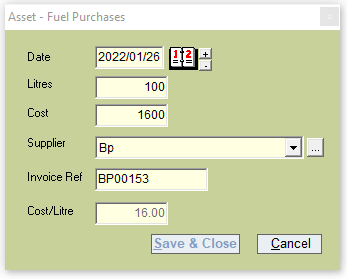 Asset - Fuel Purchases
Date 2022/01/26 1 2 + -
Litres 100
Cost 1600
Supplier Bp ...
Invoice Ref BP00153
Cost/Litre 16.00
Save & Close Cancel